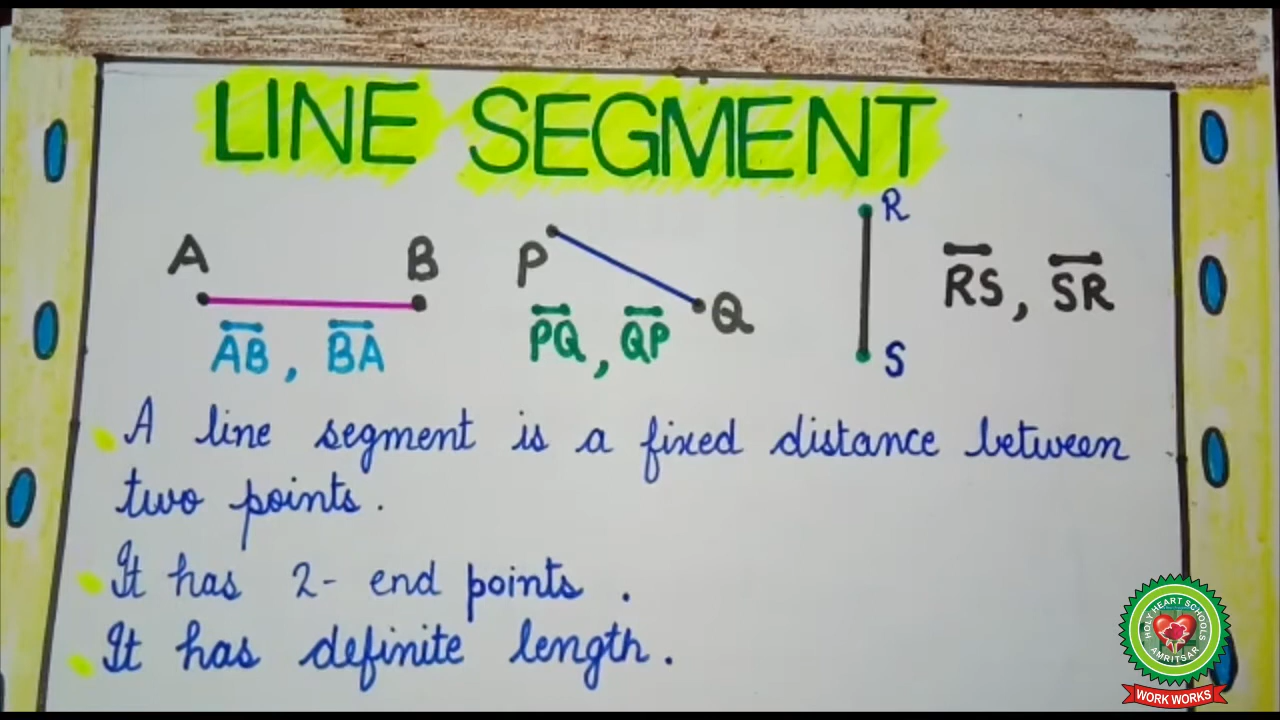 LINE SEGMENT
A B
AB, BA
P Q
PQ, QP
R
S
RS, SR
A line segment is a fixed distance between
two points.
It has 2- end points.
It has definite length.
HOLY HEART SCHOOLS
AMRITSAR
WORK WORKS